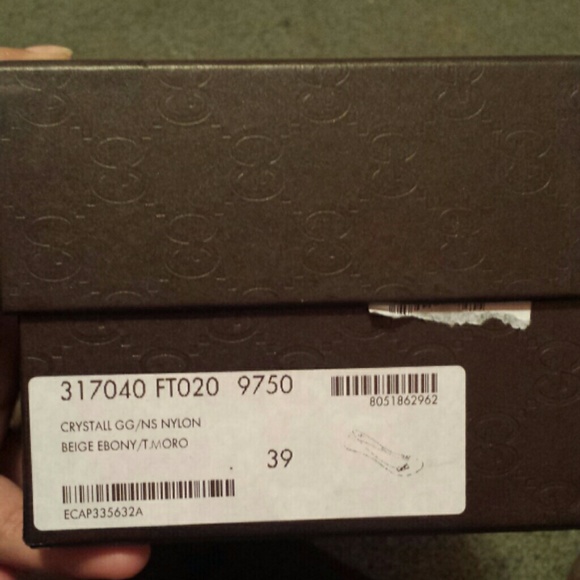 317040 FT020 9750
8051862962
CRYSTALL GG/NS NYLON
BEIGE EBONY/T.MORO
39
ECAP335632A